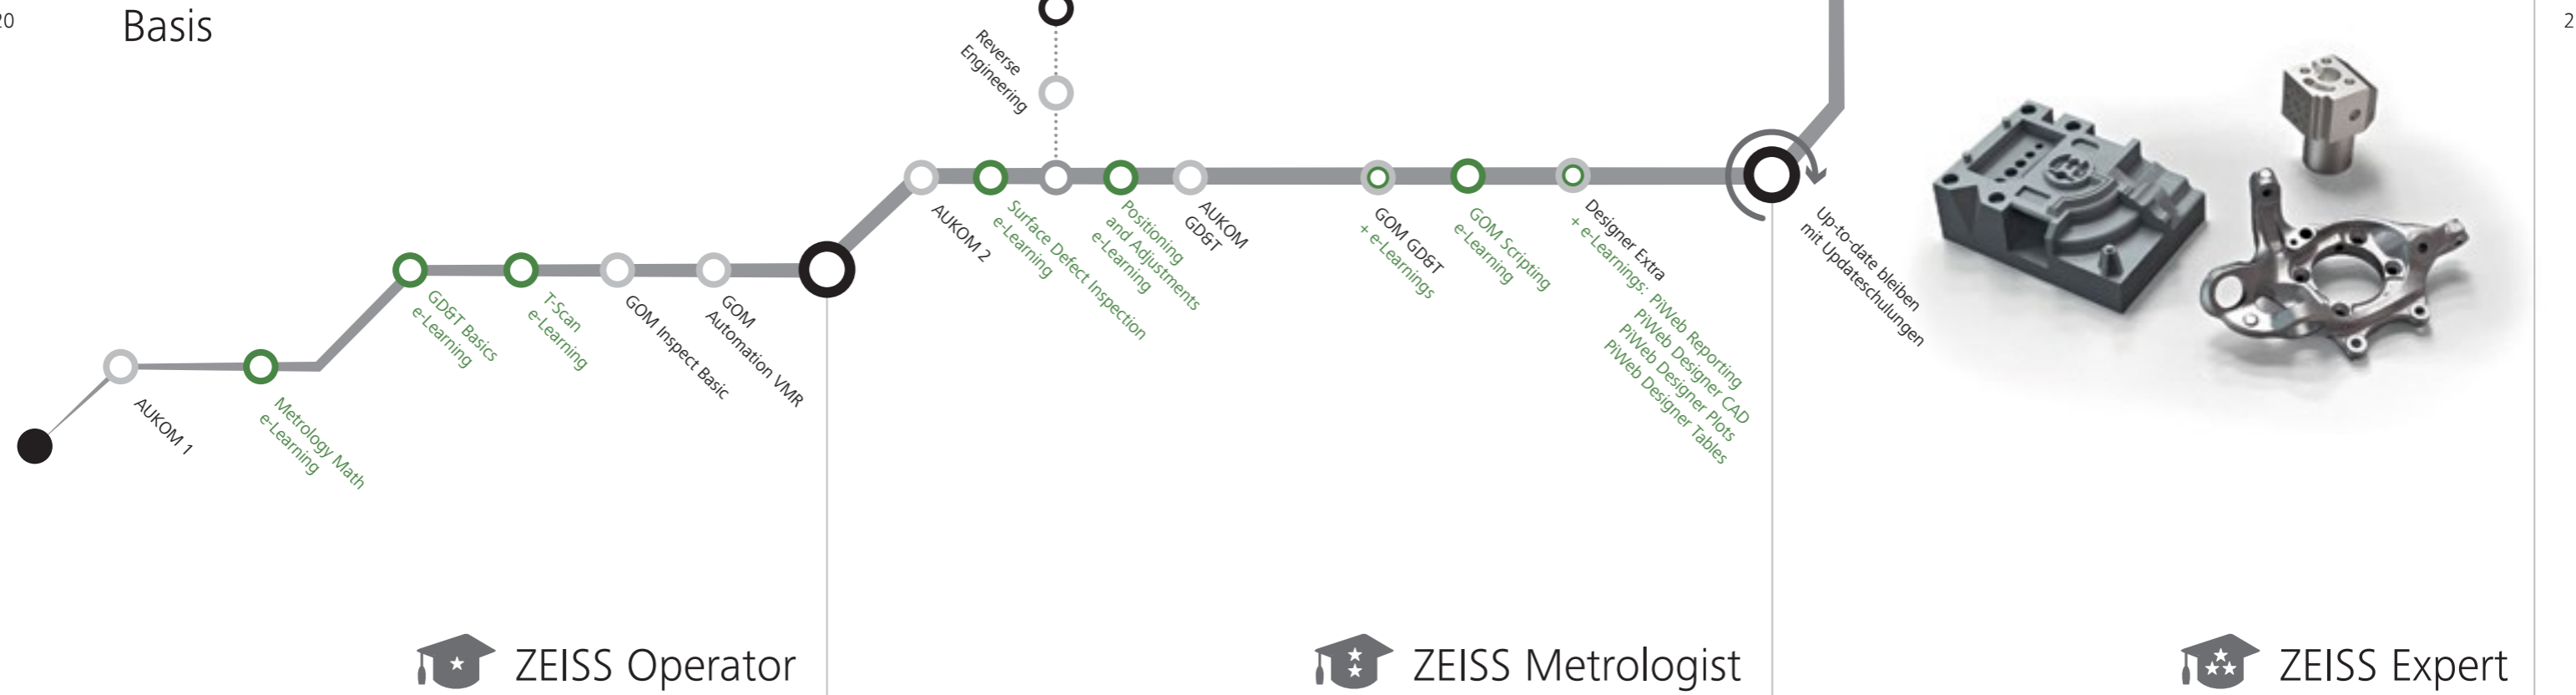 20
Basis
2
Reverse
Engineering
AUKOM 1
Metrology Math
e-Learning
GD&T Basics
e-Learning
T-Scan
e-Learning
GOM Inspect Basic
GOM
Automation VMR
AUKOM 2
Surface Defect Inspection
e-Learning
Positioning
and Adjustments
e-Learning
AUKOM
GD&T
GOM GD&T
+ e-Learnings
GOM Scripting
e-Learning
Designer Extra
+ e-Learnings: PiWeb Reporting
PiWeb Designer CAD
PiWeb Designer Plots
PiWeb Designer Tables
Up-to-date bleiben
mit Updateschulungen
ZEISS Operator
ZEISS Metrologist
ZEISS Expert